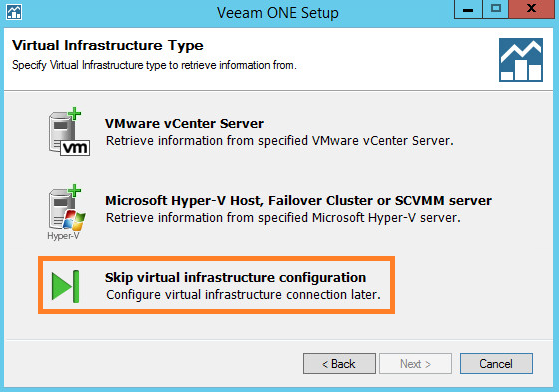 Veeam ONE Setup
Virtual Infrastructure Type
Specify Virtual Infrastructure type to retrieve information from.
vm
VMware vCenter Server
Retrieve information from specified VMware vCenter Server.
Hyper-V
Microsoft Hyper-V Host, Failover Cluster or SCVMM server
Retrieve information from specified Microsoft Hyper-V server.
Skip virtual infrastructure configuration
Configure virtual infrastructure connection later.
< Back Next > Cancel